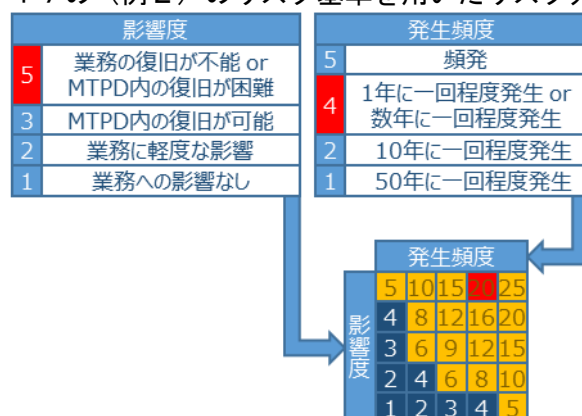 影響度
5 業務の復旧が不能 or
MTPD内の復旧が困難
3 MTPD内の復旧が可能
2 業務に軽度な影響
1 業務への影響なし
発生頻度
5 頻発
4 1年に一回程度発生 or
数年に一回程度発生
2 10年に一回程度発生
1 50年に一回程度発生
発生頻度
影響度
5 10 15 20 25
4 8 12 16 20
3 6 9 12 15
2 4 6 8 10
1 2 3 4 5